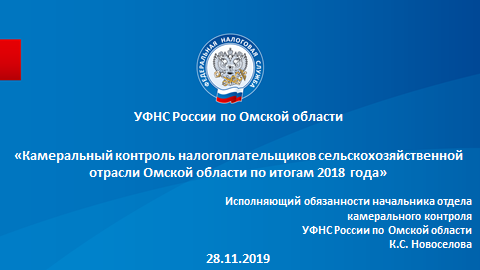 ФЕДЕРАЛЬНАЯ НАЛОГОВАЯ СЛУЖБА
УФНС России по Омской области
«Камеральный контроль налогоплательщиков сельскохозяйственной
отрасли Омской области по итогам 2018 года»
Исполняющий обязанности начальника отдела
камерального контроля
УФНС России по Омской области
К.С. Новоселова
28.11.2019